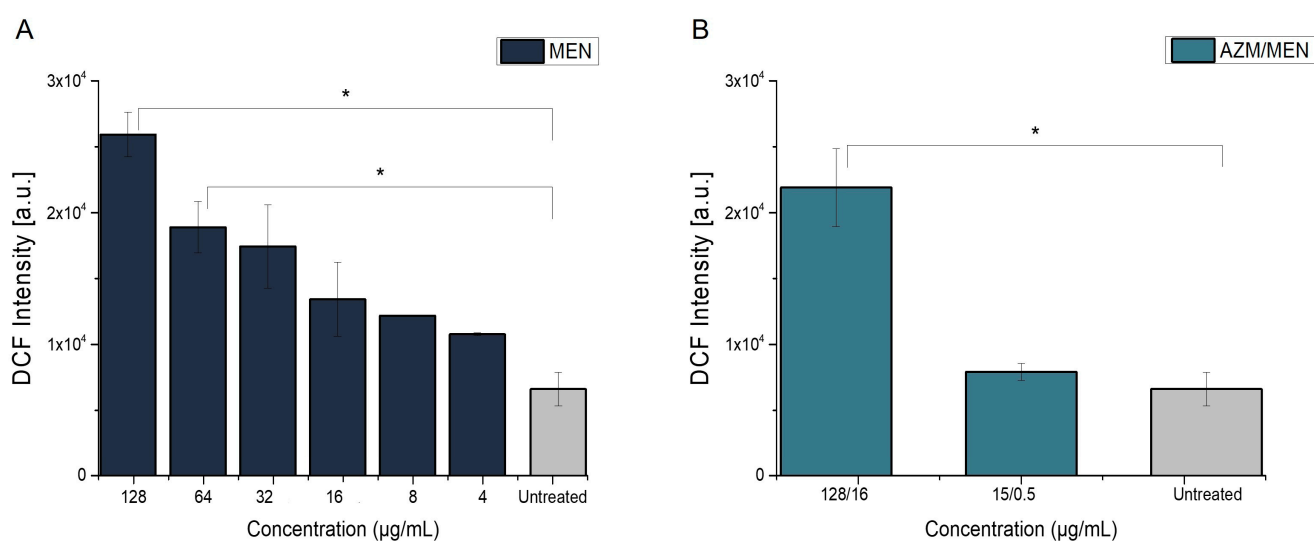 A
MEN
3x10⁴
2x10⁴
1x10⁴
0
DCF Intensity [a.u.]
*
*
128 64 32 16 8 4 Untreated
Concentration (µg/mL)
B
AZM/MEN
3x10⁴
2x10⁴
1x10⁴
0
DCF Intensity [a.u.]
*
128/16 15/0.5 Untreated
Concentration (µg/mL)